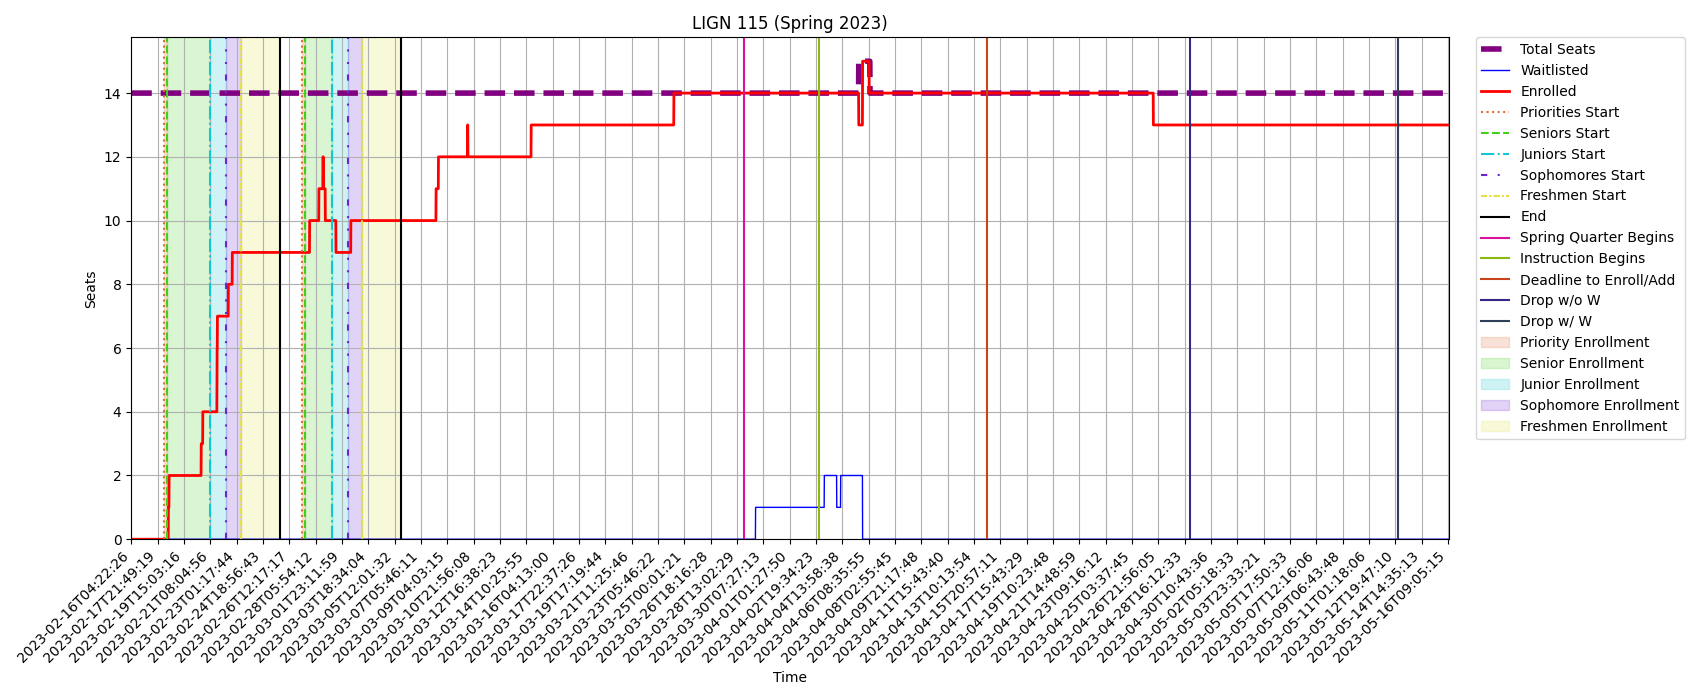 LIGN 115 (Spring 2023)
Seats
14
12
10
8
6
4
2
0
2023-02-16T04:22:26
2023-02-17T21:49:19
2023-02-19T15:03:16
2023-02-21T08:04:56
2023-02-23T01:17:44
2023-02-24T18:56:43
2023-02-26T12:17:17
2023-02-28T05:54:12
2023-03-01T23:11:59
2023-03-03T18:34:04
2023-03-05T12:01:32
2023-03-07T05:46:11
2023-03-09T04:03:15
2023-03-10T21:56:08
2023-03-12T16:38:23
2023-03-14T10:25:55
2023-03-16T04:13:00
2023-03-17T22:37:26
2023-03-19T17:19:44
2023-03-21T11:25:46
2023-03-23T05:46:22
2023-03-25T00:01:21
2023-03-26T18:16:28
2023-03-28T13:02:29
2023-03-30T07:27:13
2023-04-01T01:27:50
2023-04-02T19:34:23
2023-04-04T13:58:38
2023-04-06T08:35:55
2023-04-08T02:55:45
2023-04-09T21:17:48
2023-04-11T15:43:40
2023-04-13T10:13:54
2023-04-15T20:57:11
2023-04-17T15:43:29
2023-04-19T10:23:48
2023-04-21T14:48:59
2023-04-23T09:16:12
2023-04-25T03:37:45
2023-04-26T21:56:05
2023-04-28T16:12:33
2023-04-30T10:43:36
2023-05-02T05:18:33
2023-05-03T23:33:21
2023-05-05T17:50:33
2023-05-07T12:16:06
2023-05-09T06:43:48
2023-05-11T01:18:06
2023-05-12T19:47:10
2023-05-14T14:35:13
2023-05-16T09:05:15
Time
Total Seats
Waitlisted
Enrolled
Priorities Start
Seniors Start
Juniors Start
Sophomores Start
Freshmen Start
End
Spring Quarter Begins
Instruction Begins
Deadline to Enroll/Add
Drop w/o W
Drop w/ W
Priority Enrollment
Senior Enrollment
Junior Enrollment
Sophomore Enrollment
Freshmen Enrollment